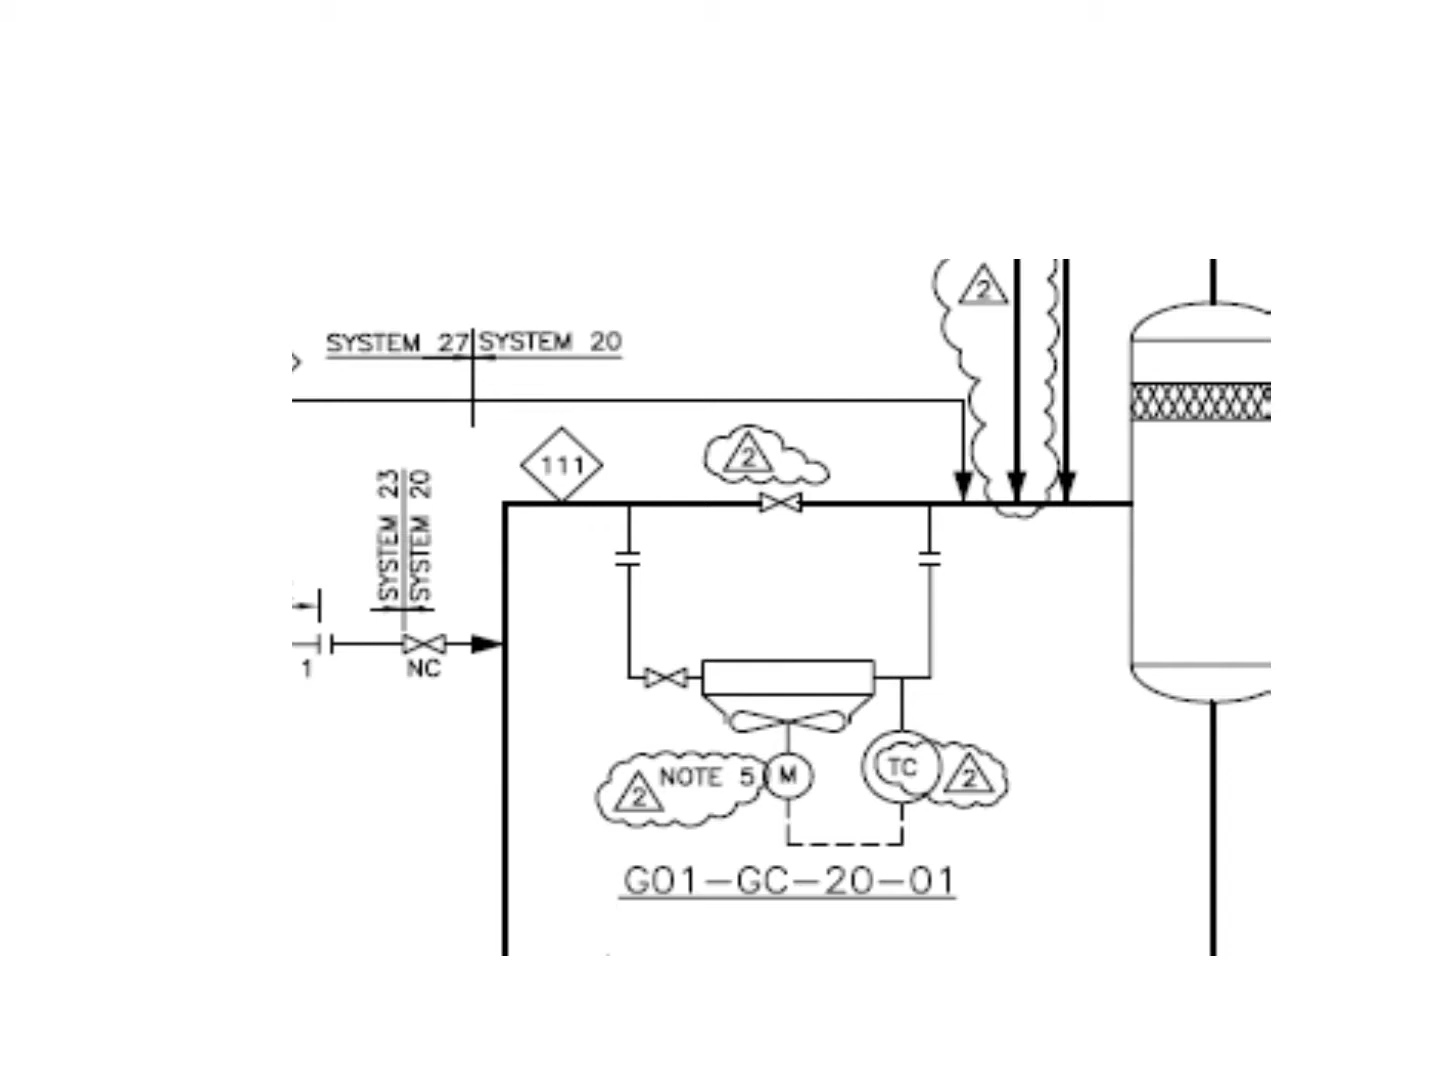 2
SYSTEM 27 SYSTEM 20
2
111
SYSTEM 23
SYSTEM 20
NC
1
TC
2
NOTE 5
M
2
G01-GC-20-01